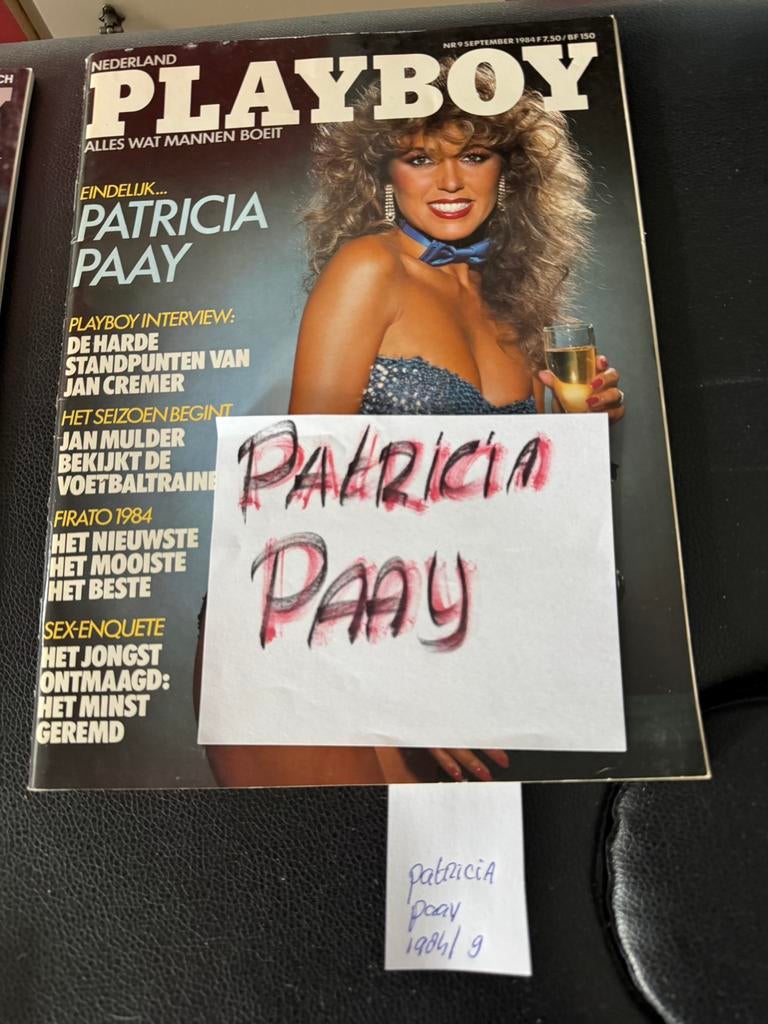 CH
NEDERLAND
NR 9 SEPTEMBER 1984 F 7,50 / BF 150
PLAYBOY
ALLES WAT MANNEN BOEIT
EINDELIJK...
PATRICIA
PAAY
PLAYBOY INTERVIEW:
DE HARDE
STANDPUNTEN VAN
JAN CREMER
HET SEIZOEN BEGINT
JAN MULDER
BEKIJKT DE
VOETBALTRAINE
FIRATO 1984
HET NIEUWSTE
HET MOOISTE
HET BESTE
SEX-ENQUETE
HET JONGST
ONTMAAGD:
HET MINST
GEREMD
PAtRICiA
PAAY
patRiciA
paay
1984/9